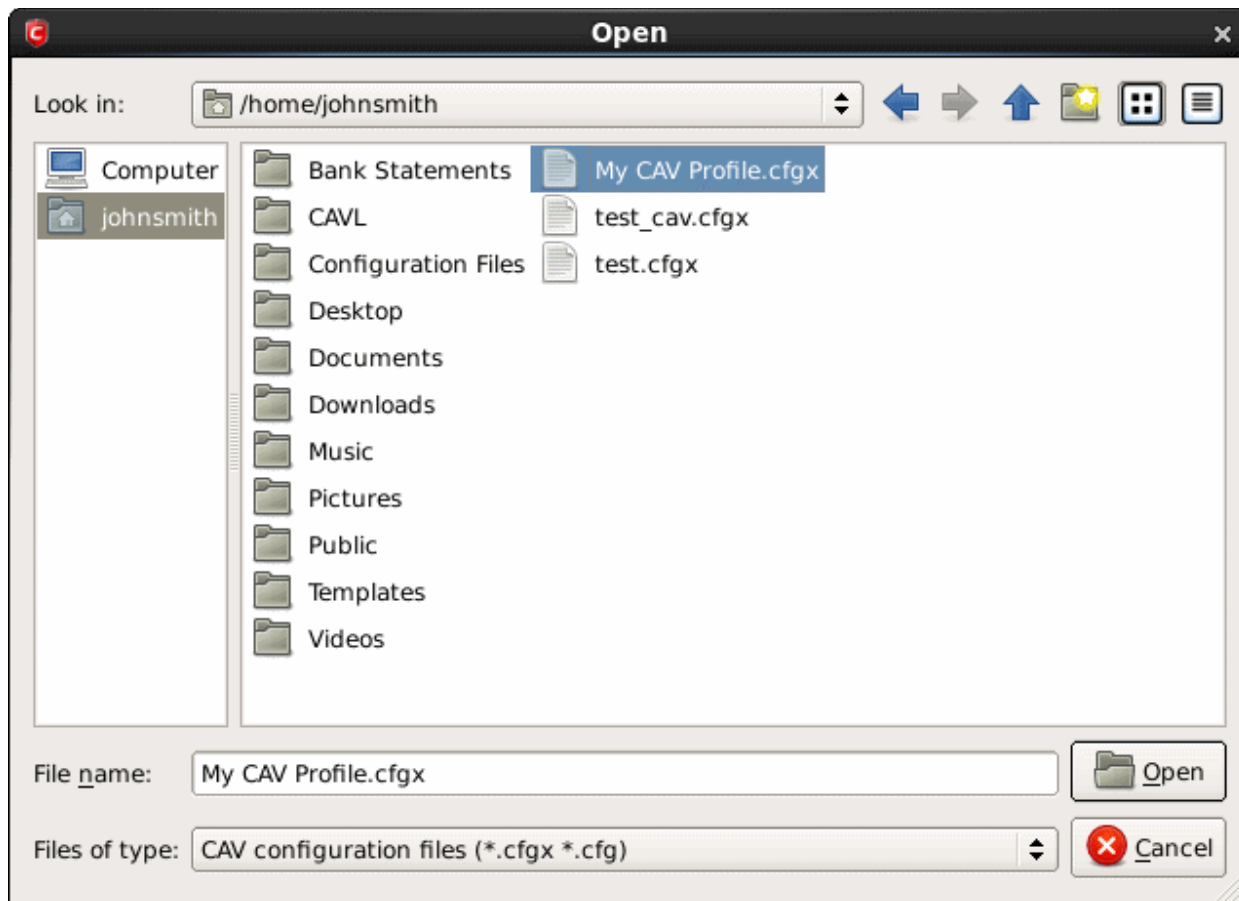 Open
Look in: /home/johnsmith
Computer
johnsmith
Bank Statements
CAVL
Configuration Files
Desktop
Documents
Downloads
Music
Pictures
Public
Templates
Videos
My CAV Profile.cfgx
test_cav.cfgx
test.cfgx
File name: My CAV Profile.cfgx
Open
Files of type: CAV configuration files (*.cfgx *.cfg)
Cancel